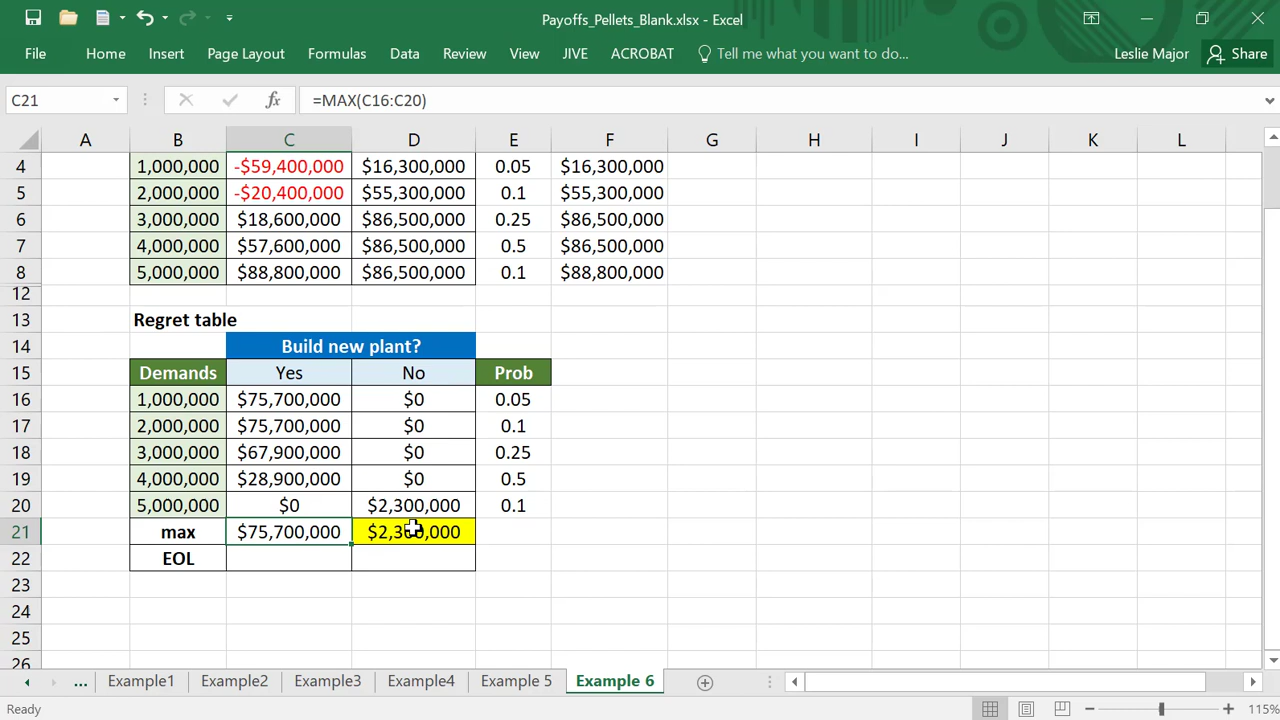 Payoffs_Pellets_Blank.xlsx - Excel
File Home Insert Page Layout Formulas Data Review View JIVE ACROBAT Tell me what you want to do... Leslie Major Share
C21 fx =MAX(C16:C20)
A B C D E F G H I J K L
4 1,000,000 -$59,400,000 $16,300,000 0.05 $16,300,000
5 2,000,000 -$20,400,000 $55,300,000 0.1 $55,300,000
6 3,000,000 $18,600,000 $86,500,000 0.25 $86,500,000
7 4,000,000 $57,600,000 $86,500,000 0.5 $86,500,000
8 5,000,000 $88,800,000 $86,500,000 0.1 $88,800,000
12
13 Regret table
14 Build new plant?
15 Demands Yes No Prob
16 1,000,000 $75,700,000 $0 0.05
17 2,000,000 $75,700,000 $0 0.1
18 3,000,000 $67,900,000 $0 0.25
19 4,000,000 $28,900,000 $0 0.5
20 5,000,000 $0 $2,300,000 0.1
21 max $75,700,000 $2,300,000
22 EOL
23
24
25
26
... Example1 Example2 Example3 Example4 Example 5 Example 6
Ready 115%